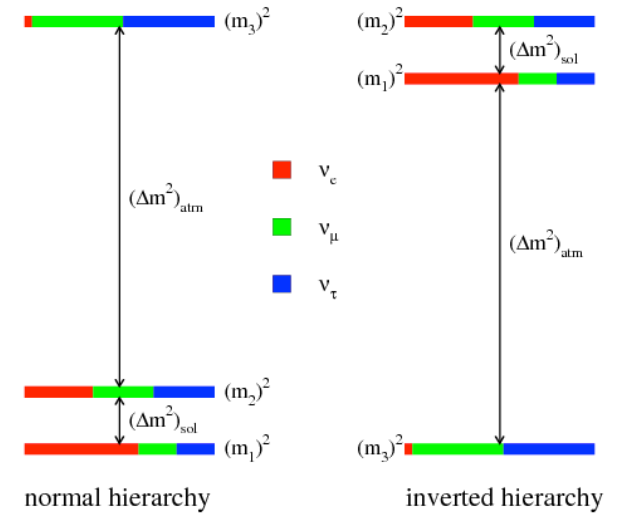 (m₃)²
(Δm²)atm
(m₂)²
(Δm²)sol
(m₁)²
normal hierarchy
νe
νμ
ντ
(m₂)²
(Δm²)sol
(m₁)²
(Δm²)atm
(m₃)²
inverted hierarchy